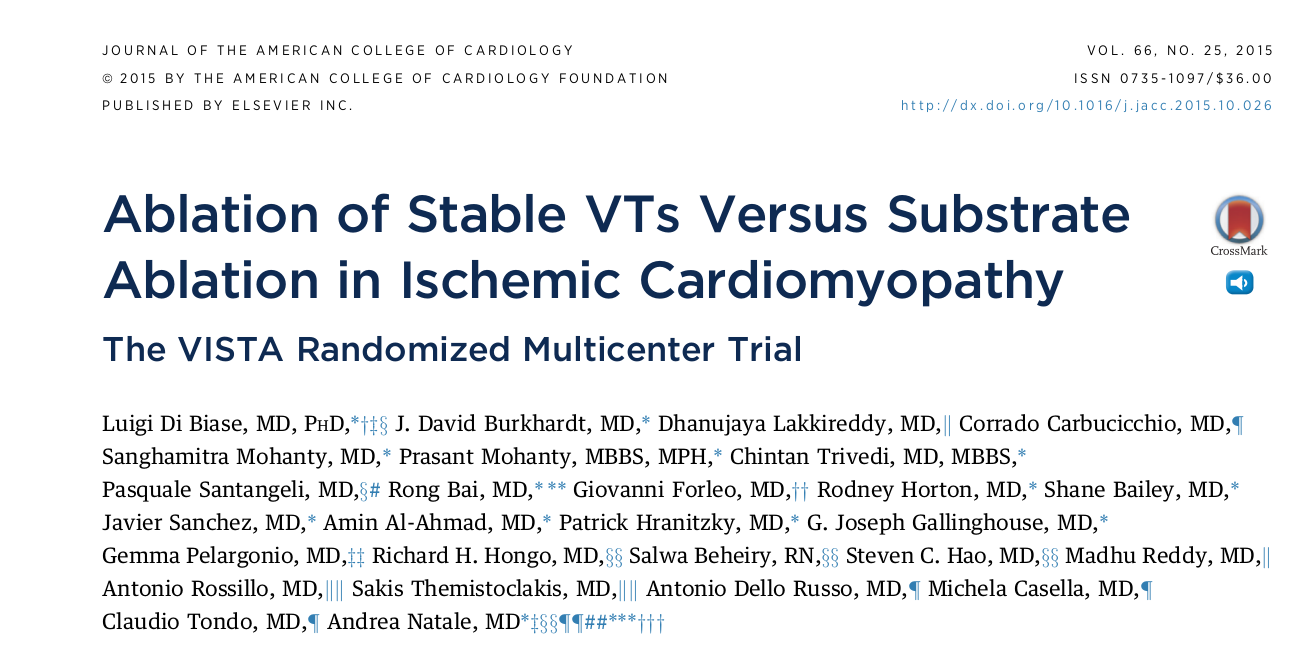 JOURNAL OF THE AMERICAN COLLEGE OF CARDIOLOGY
© 2015 BY THE AMERICAN COLLEGE OF CARDIOLOGY FOUNDATION
PUBLISHED BY ELSEVIER INC.
VOL. 66, NO. 25, 2015
ISSN 0735-1097/$36.00
http://dx.doi.org/10.1016/j.jacc.2015.10.026
Ablation of Stable VTs Versus Substrate
Ablation in Ischemic Cardiomyopathy
CrossMark
The VISTA Randomized Multicenter Trial
Luigi Di Biase, MD, PHD,*†‡§ J. David Burkhardt, MD,* Dhanujaya Lakkireddy, MD,‖ Corrado Carbucicchio, MD,¶
Sanghamitra Mohanty, MD,* Prasant Mohanty, MBBS, MPH,* Chintan Trivedi, MD, MBBS,*
Pasquale Santangeli, MD,§# Rong Bai, MD,* ** Giovanni Forleo, MD,†† Rodney Horton, MD,* Shane Bailey, MD,*
Javier Sanchez, MD,* Amin Al-Ahmad, MD,* Patrick Hranitzky, MD,* G. Joseph Gallinghouse, MD,*
Gemma Pelargonio, MD,‡‡ Richard H. Hongo, MD,§§ Salwa Beheiry, RN,§§ Steven C. Hao, MD,§§ Madhu Reddy, MD,‖
Antonio Rossillo, MD,‖‖ Sakis Themistoclakis, MD,‖‖ Antonio Dello Russo, MD,¶ Michela Casella, MD,¶
Claudio Tondo, MD,¶ Andrea Natale, MD*‡§§¶¶##***†††